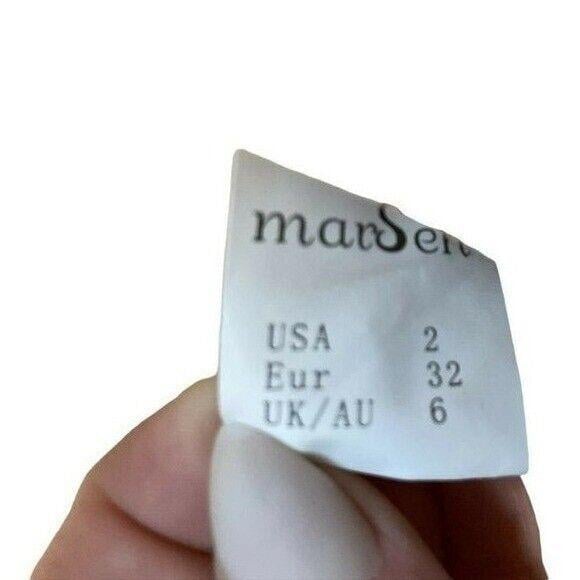 marSen
USA 2
Eur 32
UK/AU 6